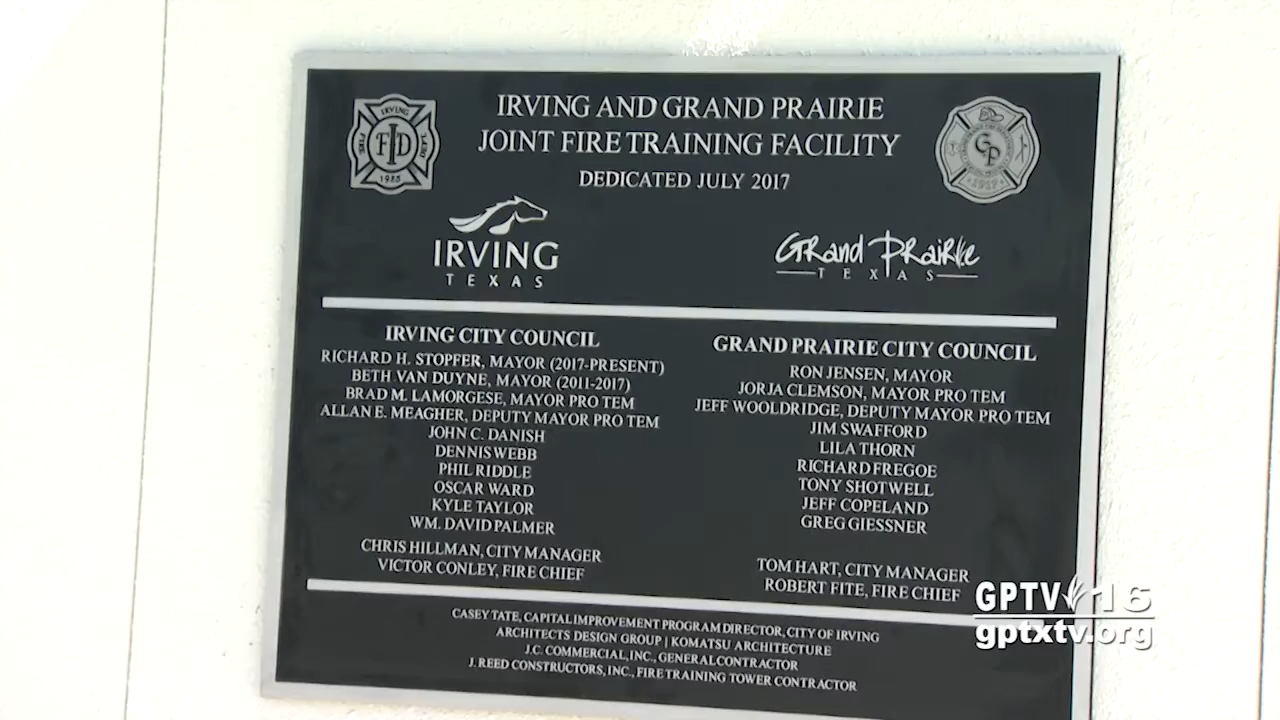 IRVING AND GRAND PRAIRIE
JOINT FIRE TRAINING FACILITY
DEDICATED JULY 2017
IRVING
FIRE
FID
DEPT.
GP
1917
IRVING
TEXAS
Grand Prairie
TEXAS
IRVING CITY COUNCIL
RICHARD H. STOPFER, MAYOR (2017-PRESENT)
BETH VAN DUYNE, MAYOR (2011-2017)
BRAD M. LAMORGESE, MAYOR PRO TEM
ALLAN E. MEAGHER, DEPUTY MAYOR PRO TEM
JOHN C. DANISH
DENNIS WEBB
PHIL RIDDLE
OSCAR WARD
KYLE TAYLOR
WM. DAVID PALMER
CHRIS HILLMAN, CITY MANAGER
VICTOR CONLEY, FIRE CHIEF
GRAND PRAIRIE CITY COUNCIL
RON JENSEN, MAYOR
JORJA CLEMSON, MAYOR PRO TEM
JEFF WOOLDRIDGE, DEPUTY MAYOR PRO TEM
JIM SWAFFORD
LILA THORN
RICHARD FREGOE
TONY SHOTWELL
JEFF COPELAND
GREG GIESSNER
TOM HART, CITY MANAGER
ROBERT FITE, FIRE CHIEF
CASEY TATE, CAPITAL IMPROVEMENT PROGRAM DIRECTOR, CITY OF IRVING
ARCHITECTS DESIGN GROUP | KOMATSU ARCHITECTURE
J.C. COMMERCIAL, INC., GENERAL CONTRACTOR
J. REED CONSTRUCTORS, INC., FIRE TRAINING TOWER CONTRACTOR
GPTV 16
gptxtv.org